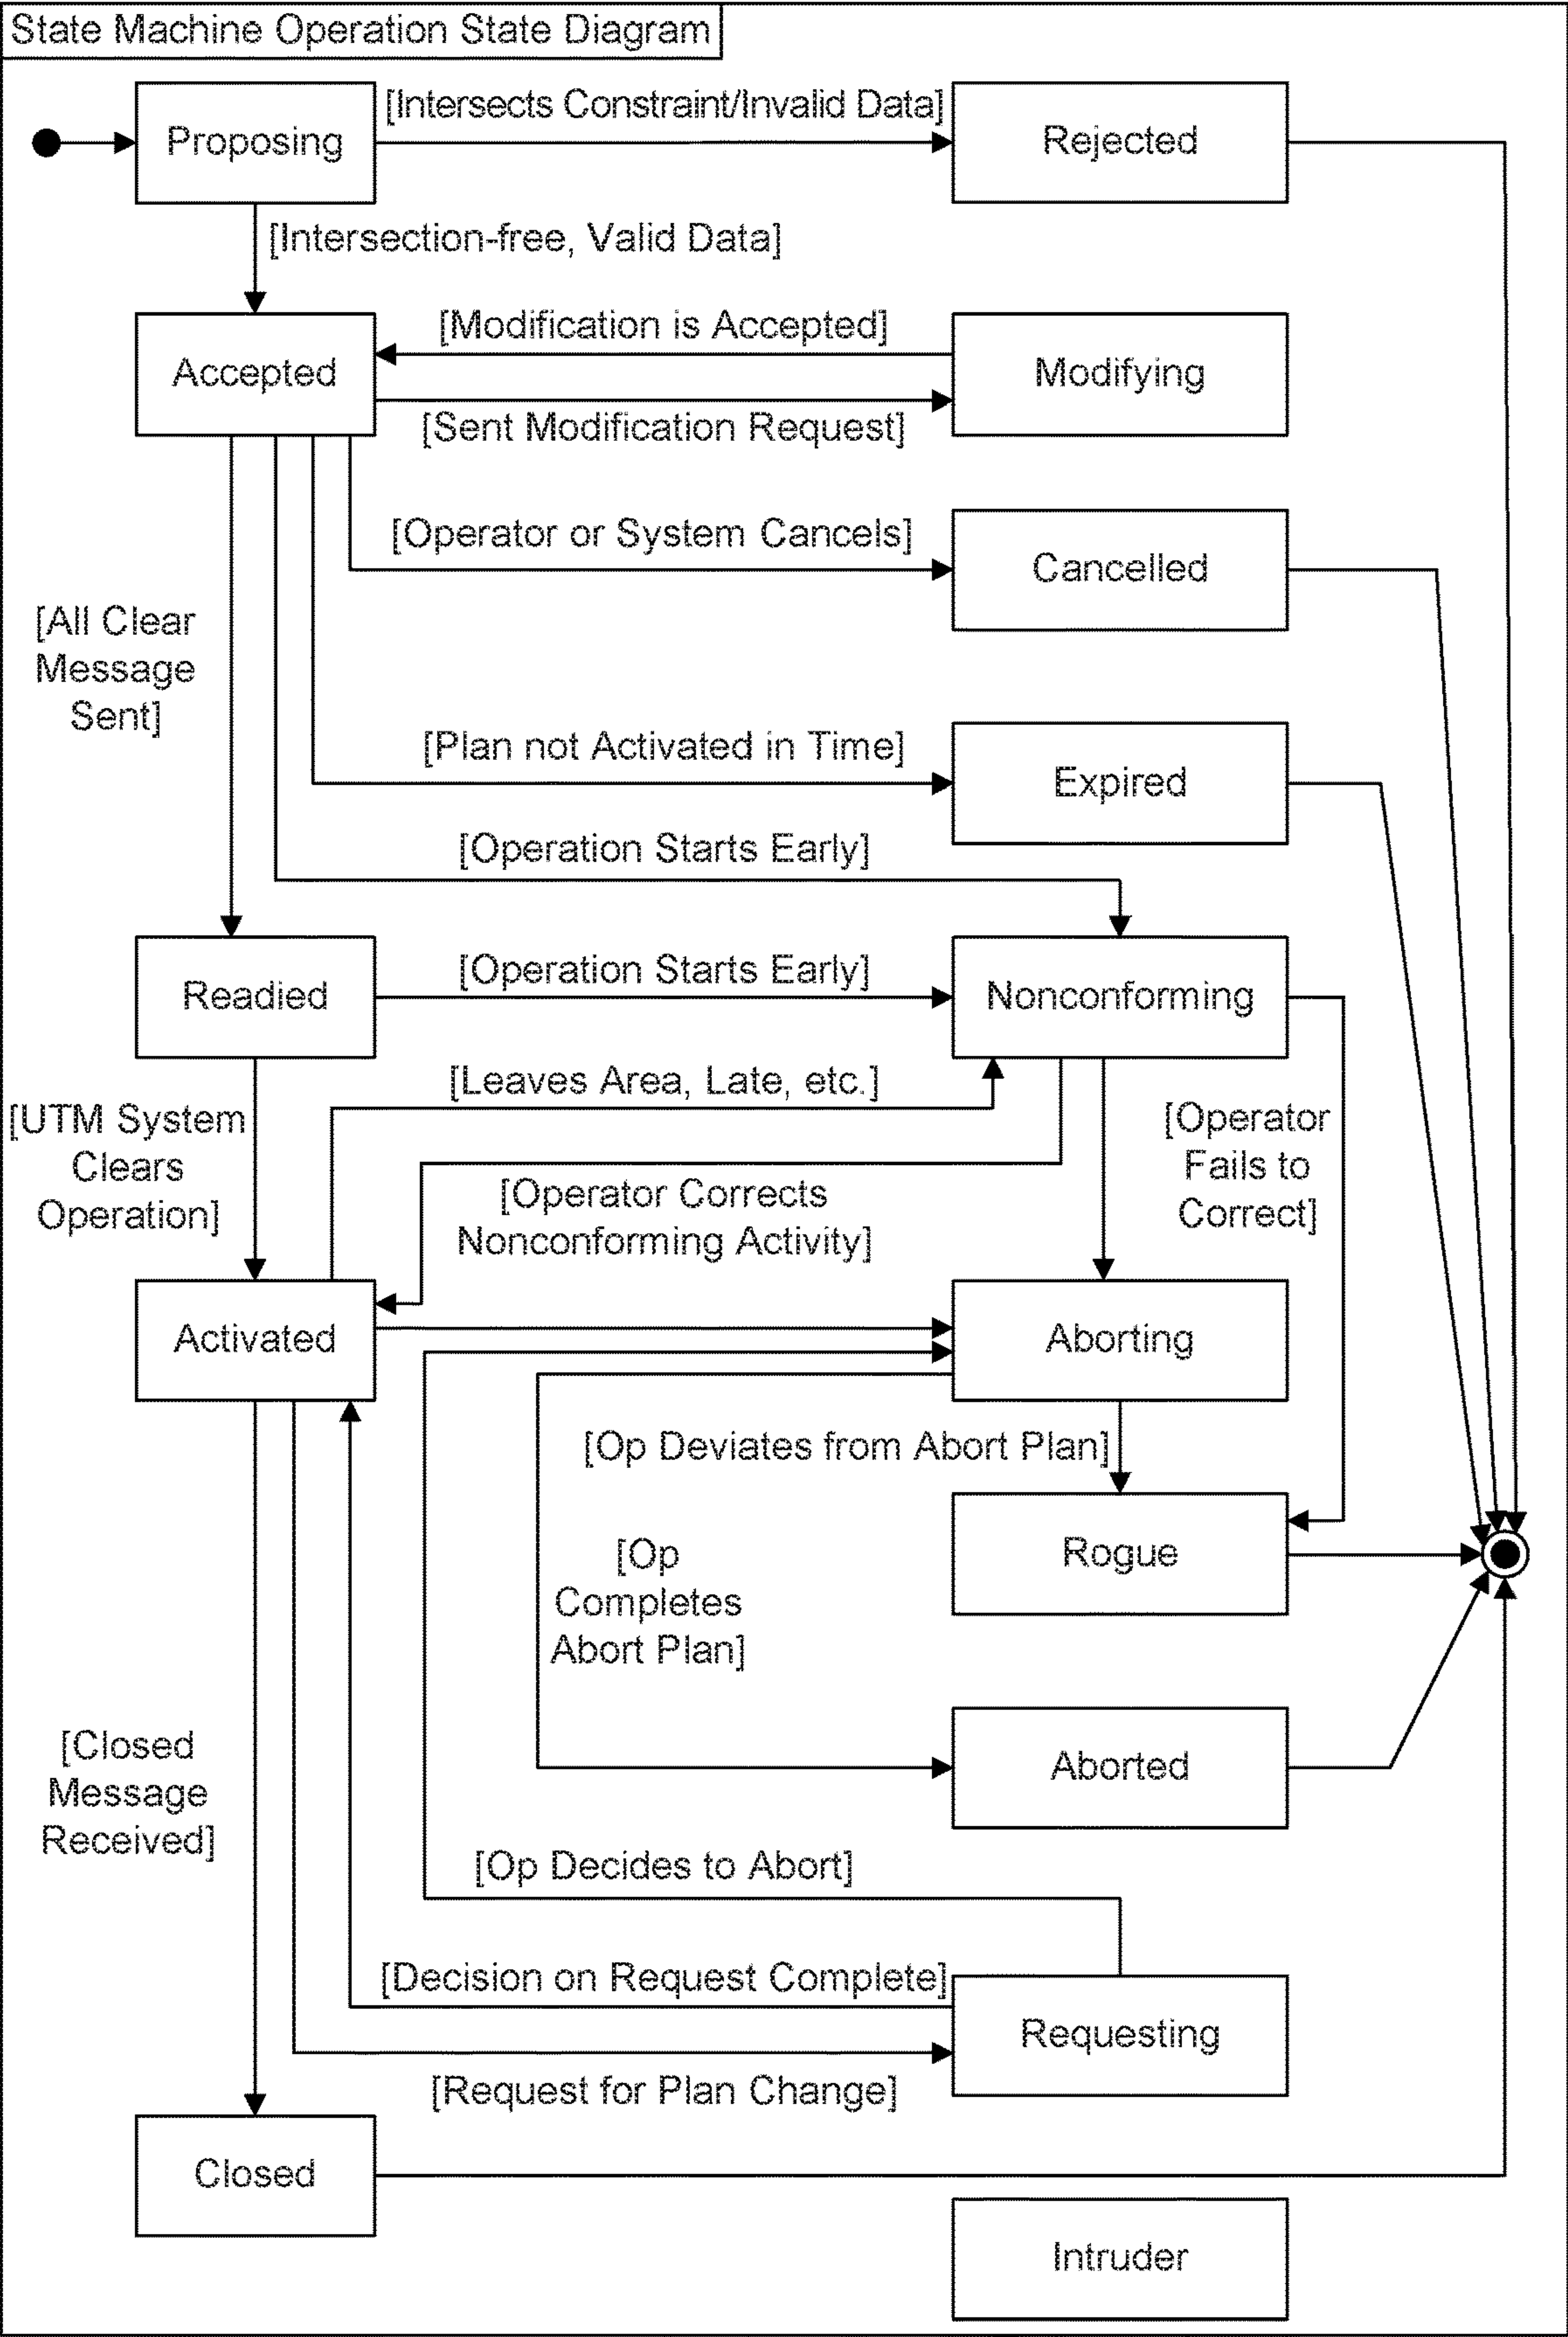 State Machine Operation State Diagram
Proposing
[Intersects Constraint/Invalid Data]
Rejected
[Intersection-free, Valid Data]
Accepted
[Modification is Accepted]
Modifying
[Sent Modification Request]
[Operator or System Cancels]
Cancelled
[All Clear
Message
Sent]
[Plan not Activated in Time]
Expired
[Operation Starts Early]
Readied
[Operation Starts Early]
Nonconforming
[Leaves Area, Late, etc.]
[UTM System
Clears
Operation]
[Operator
Fails to
Correct]
[Operator Corrects
Nonconforming Activity]
Activated
Aborting
[Op Deviates from Abort Plan]
Rogue
[Op
Completes
Abort Plan]
[Closed
Message
Received]
Aborted
[Op Decides to Abort]
[Decision on Request Complete]
Requesting
[Request for Plan Change]
Closed
Intruder